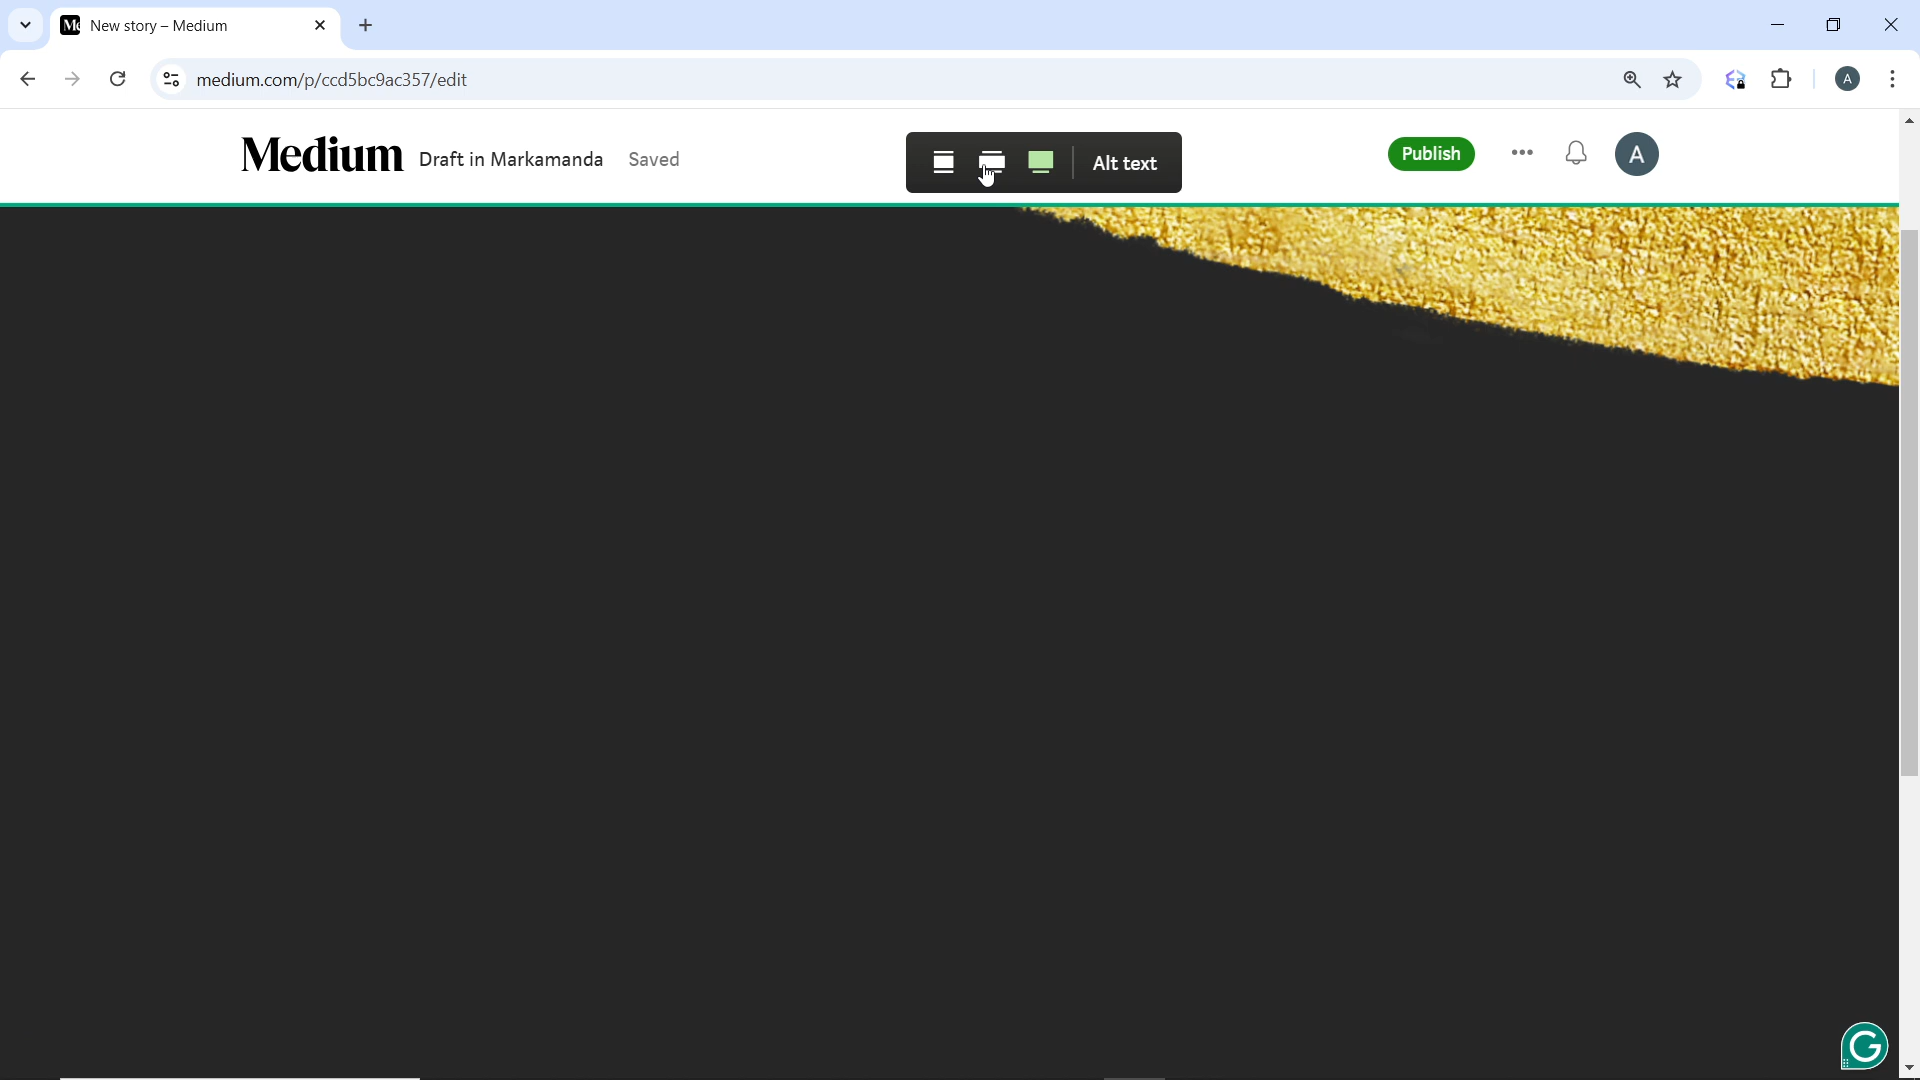 New story – Medium
medium.com/p/ccd5bc9ac357/edit
A
Medium
Draft in Markamanda
Saved
Alt text
Publish
A
G